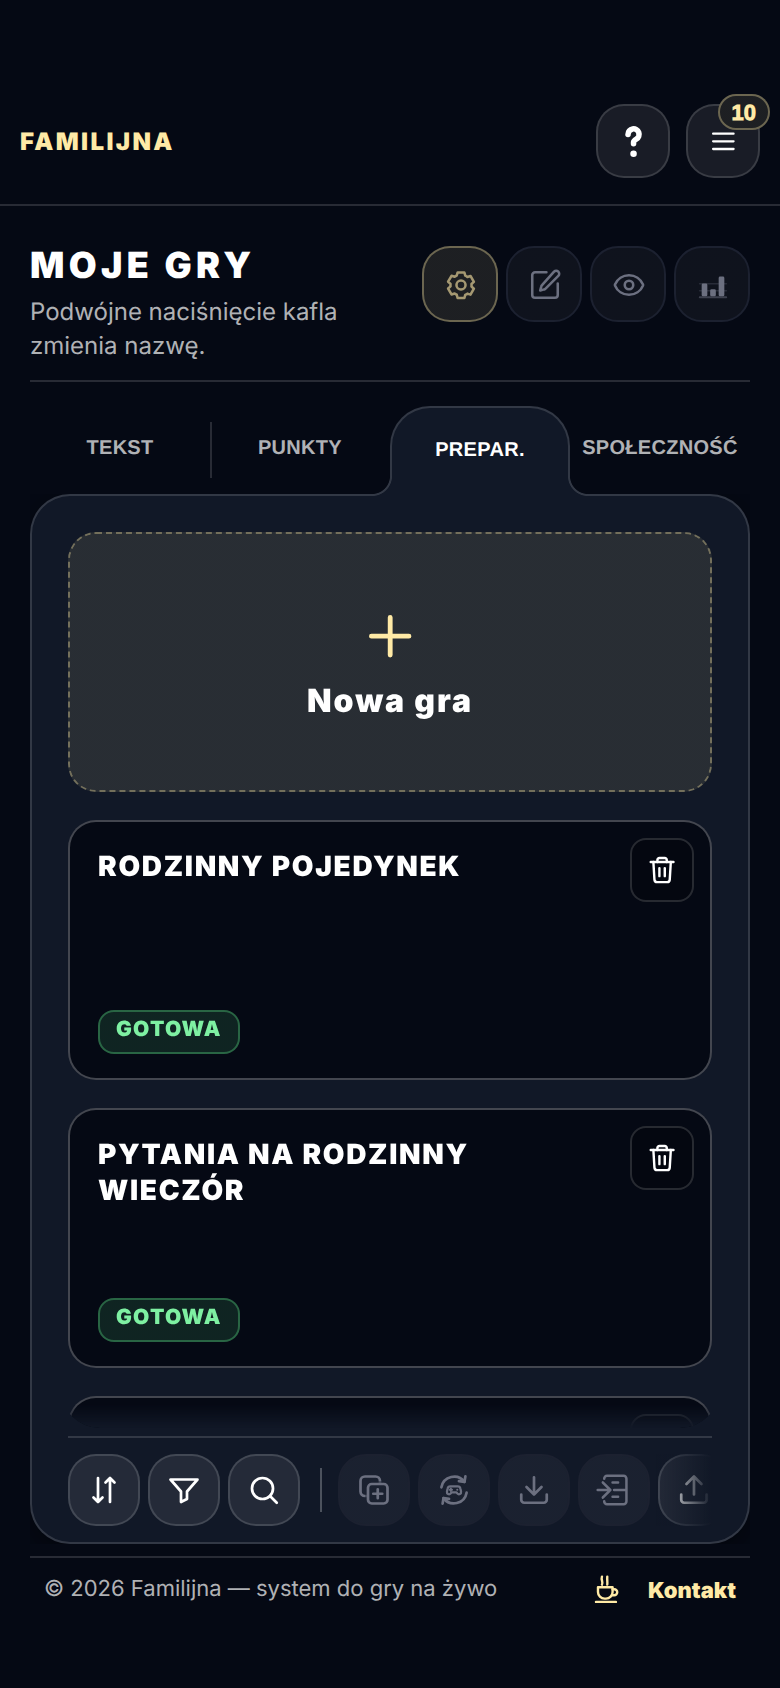 FAMILIJNA
?
10
MOJE GRY
Podwójne naciśnięcie kafla
zmienia nazwę.
TEKST
PUNKTY
PREPAR.
SPOŁECZNOŚĆ
Nowa gra
RODZINNY POJEDYNEK
GOTOWA
PYTANIA NA RODZINNY
WIECZÓR
GOTOWA
© 2026 Familijna — system do gry na żywo
Kontakt